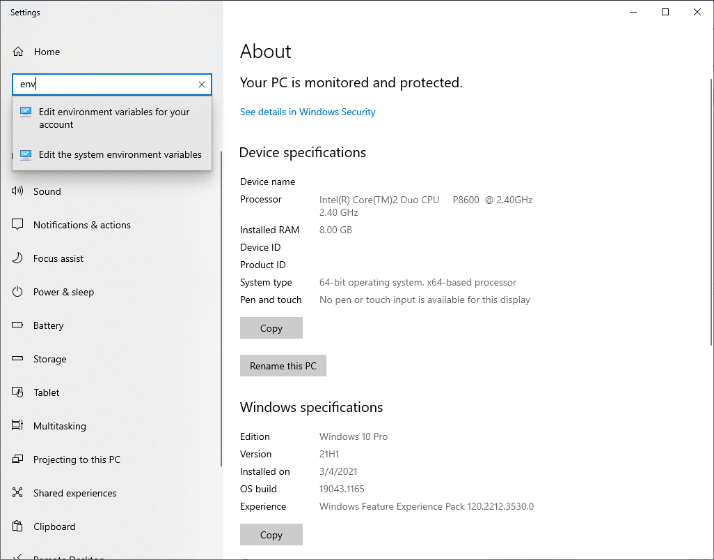 Settings
Home
env
Edit environment variables for your
account
Edit the system environment variables
Sound
Notifications & actions
Focus assist
Power & sleep
Battery
Storage
Tablet
Multitasking
Projecting to this PC
Shared experiences
Clipboard
Remote Desktop
About
Your PC is monitored and protected.
See details in Windows Security
Device specifications
Device name
Processor Intel(R) Core(TM)2 Duo CPU P8600 @ 2.40GHz
2.40 GHz
Installed RAM 8.00 GB
Device ID
Product ID
System type 64-bit operating system, x64-based processor
Pen and touch No pen or touch input is available for this display
Copy
Rename this PC
Windows specifications
Edition Windows 10 Pro
Version 21H1
Installed on 3/4/2021
OS build 19043.1165
Experience Windows Feature Experience Pack 120.2212.3530.0
Copy